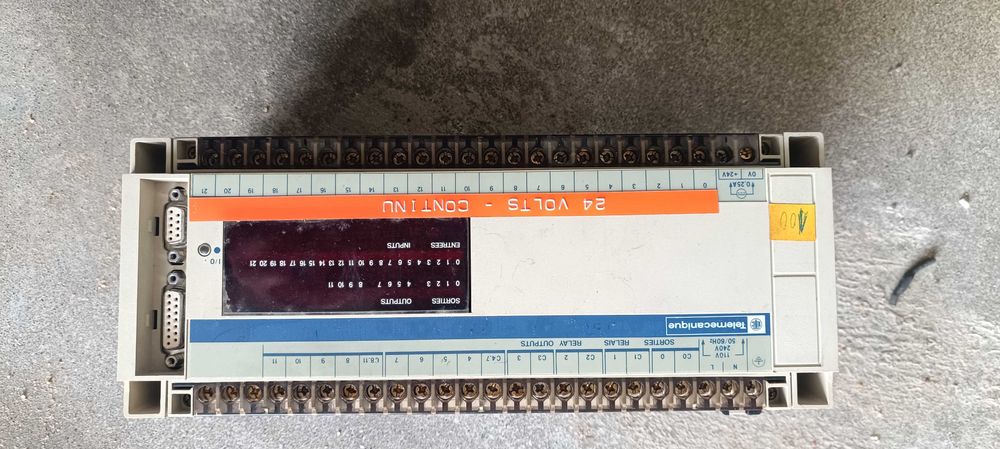 N L C0 0 C1 1 C2 2 C3 3 C4.7 4 5 6 7 C8.11 8 9 10 11
110V
240V
50/60Hz
SORTIES RELAIS
RELAY OUTPUTS
Telemecanique
SORTIES OUTPUTS
0 1 2 3 4 5 6 7 8 9 10 11
0 1 2 3 4 5 6 7 8 9 10 11 12 13 14 15 16 17 18 19 20 21
ENTREES INPUTS
I/O
24 VOLTS - CONTINU
0.25A
0V +24V
0 1 2 3 4 5 6 7 8 9 10 11 12 13 14 15 16 17 18 19 20 21